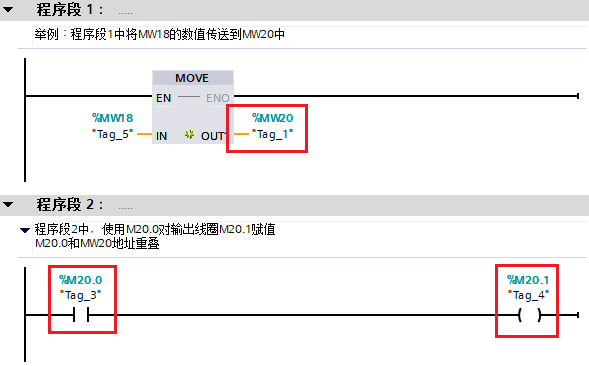 程序段 1： .....
举例：程序段1中将MW18的数值传送到MW20中
MOVE
EN ENO
%MW18
"Tag_5"
IN
OUT1
%MW20
"Tag_1"
程序段 2： .....
程序段2中，使用M20.0对输出线圈M20.1赋值
M20.0和MW20地址重叠
%M20.0
"Tag_3"
%M20.1
"Tag_4"